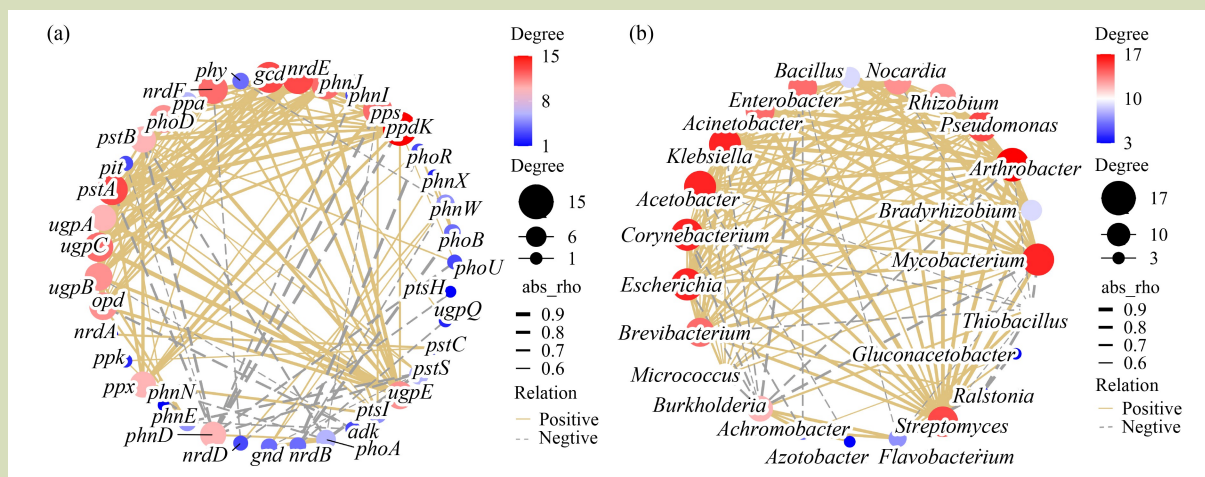 (a)
phy
gcd
nrdE
nrdF
phnJ
ppa
phnI
phoD
pps
pstB
ppdK
pit
phoR
pstA
phnX
ugpA
phnW
ugpC
phoB
ugpB
phoU
opd
ptsH
nrdA
ugpQ
ppk
pstC
ppx
pstS
phnN
ugpE
phnE
ptsI
phnD
adk
nrdD
gnd
nrdB
phoA
Degree
15
8
1
Degree
15
6
1
abs_rho
0.9
0.8
0.7
0.6
Relation
Positive
Negtive
(b)
Bacillus
Nocardia
Enterobacter
Rhizobium
Acinetobacter
Pseudomonas
Klebsiella
Arthrobacter
Acetobacter
Bradyrhizobium
Corynebacterium
Mycobacterium
Escherichia
Thiobacillus
Brevibacterium
Gluconacetobacter
Micrococcus
Ralstonia
Burkholderia
Streptomyces
Achromobacter
Azotobacter
Flavobacterium
Degree
17
10
3
Degree
17
10
3
abs_rho
0.9
0.8
0.7
0.6
Relation
Positive
Negtive